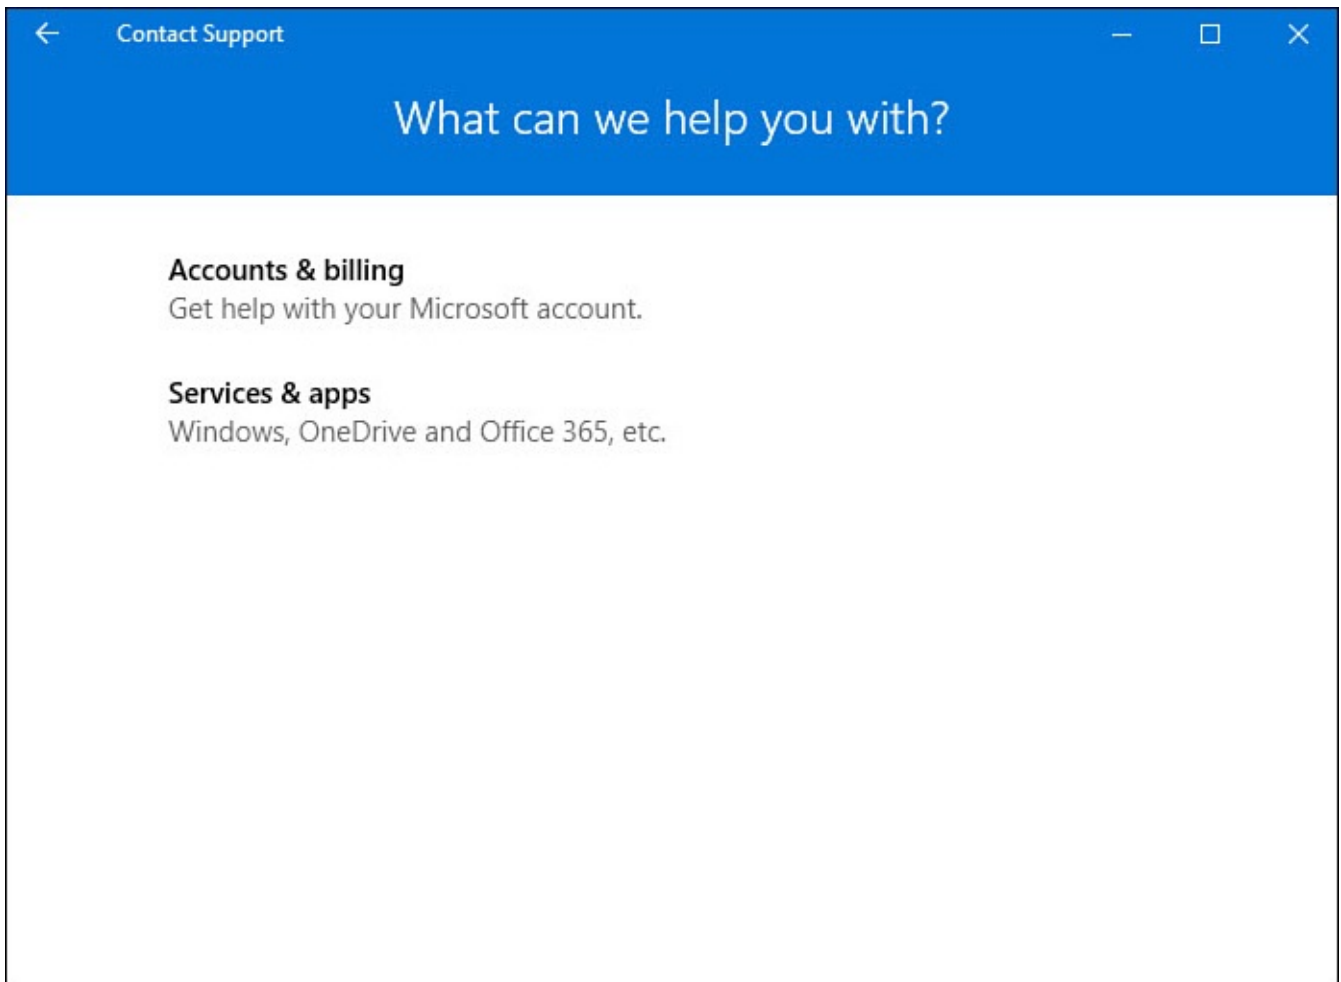 Contact Support
What can we help you with?
Accounts & billing
Get help with your Microsoft account.
Services & apps
Windows, OneDrive and Office 365, etc.